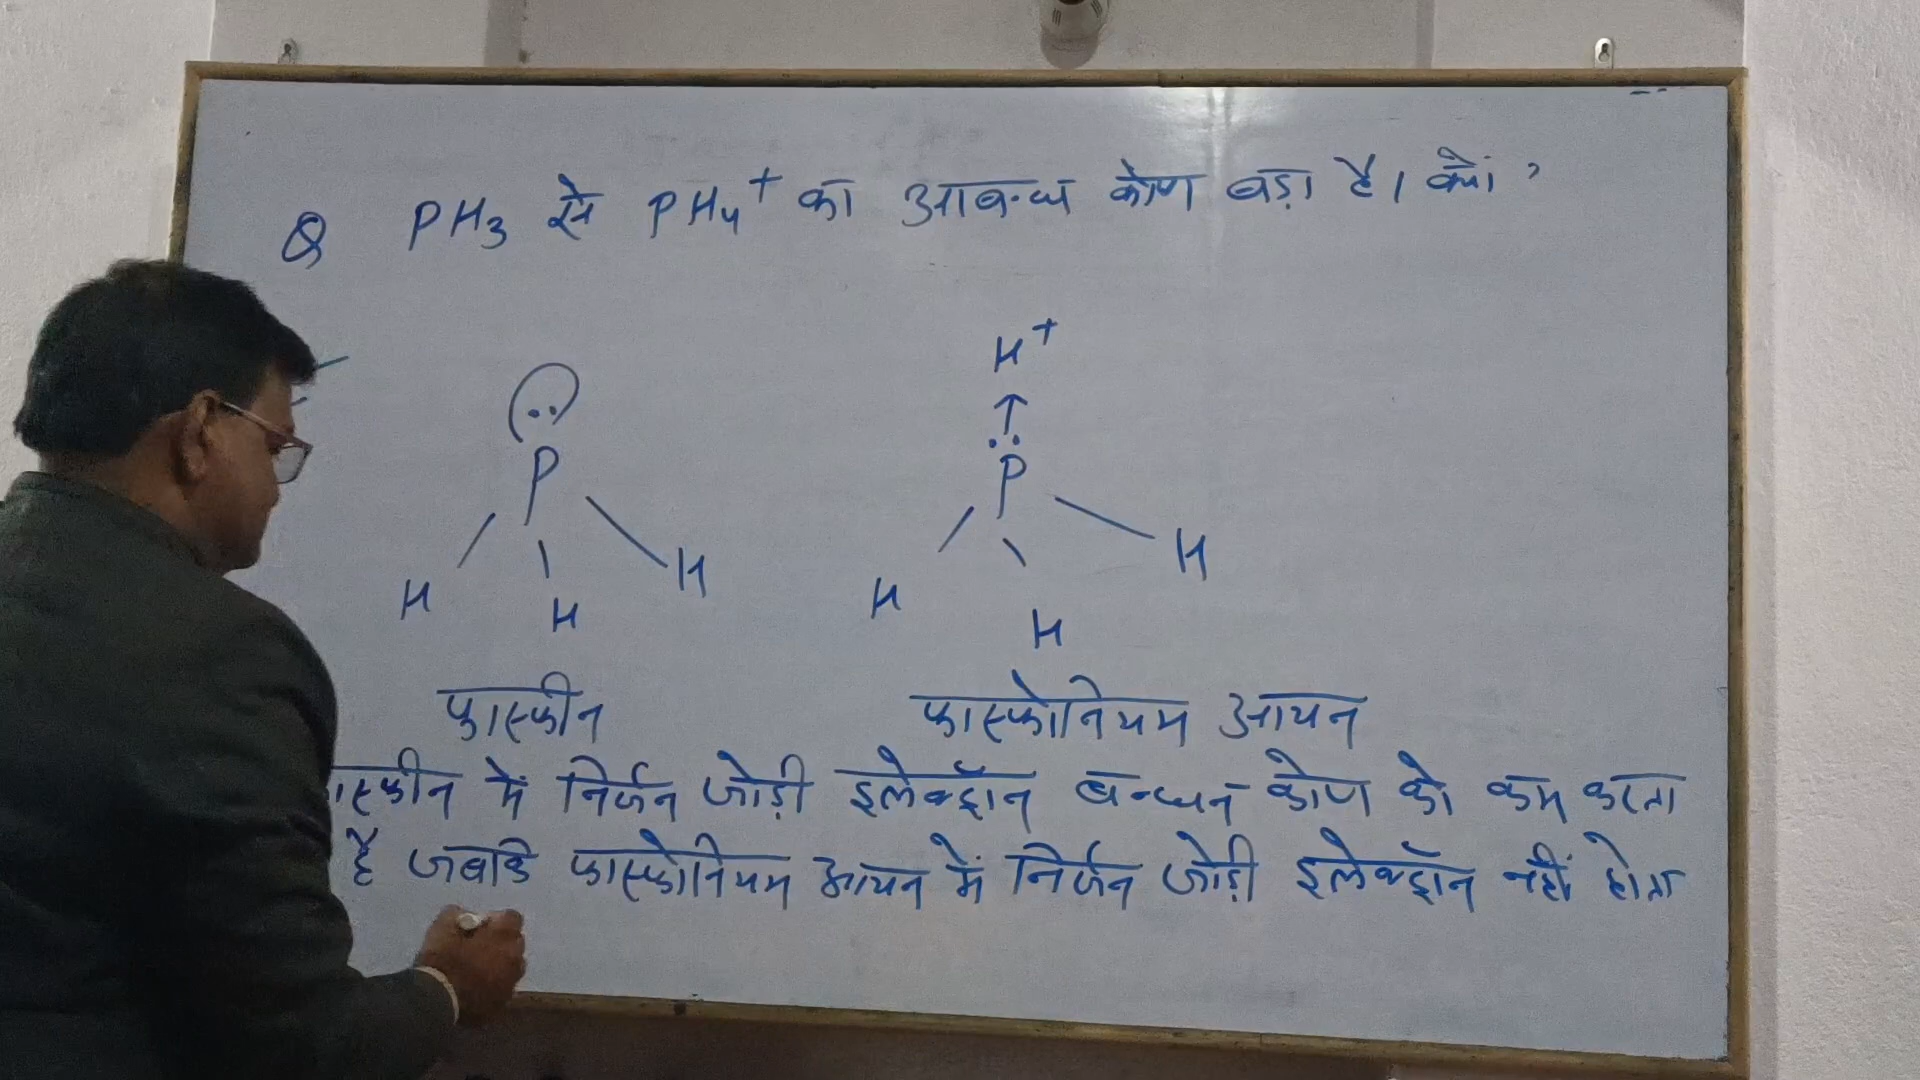 Q PH₃ से PH₄⁺ का आबन्ध कोण बड़ा है। क्यों ?
H⁺
↑
.. ..
P P
H H H H H H
फास्फीन फास्फोनियम आयन
ास्फीन में निर्जन जोड़ी इलेक्ट्रॉन बन्धन कोण को कम करता
है जबकि फास्फोनियम आयन में निर्जन जोड़ी इलेक्ट्रॉन नहीं होता